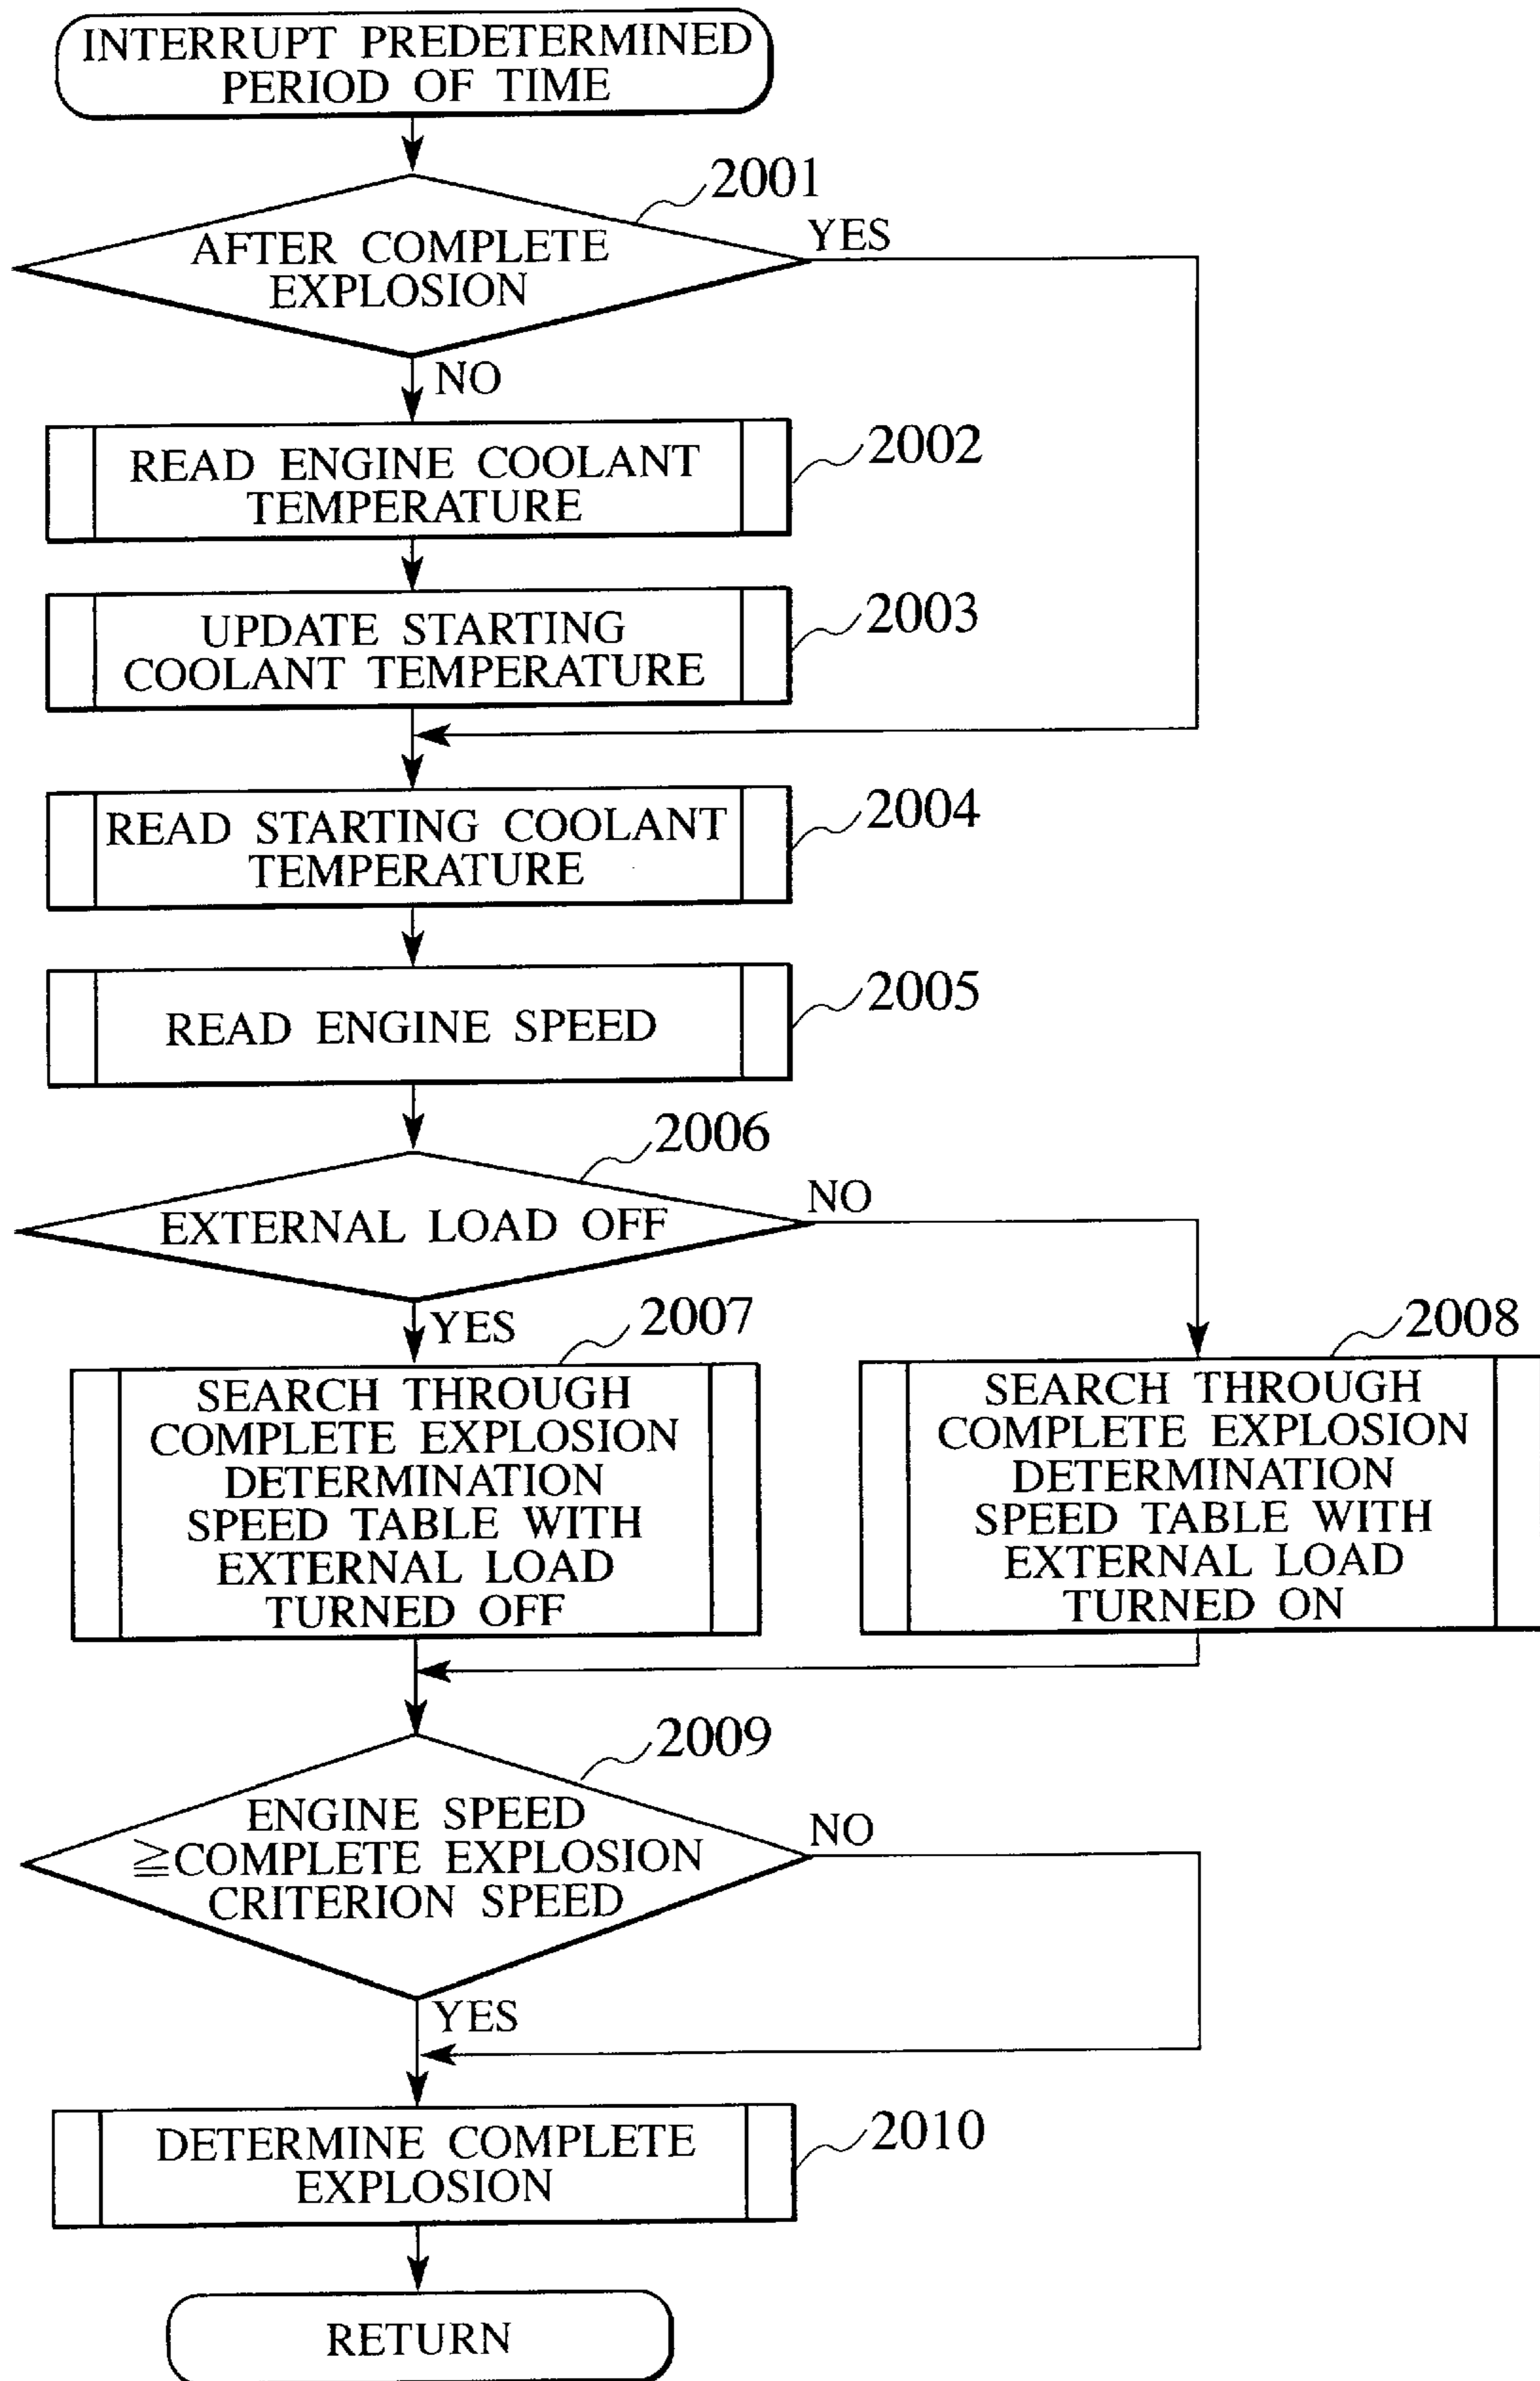 INTERRUPT PREDETERMINED
PERIOD OF TIME
2001
AFTER COMPLETE
EXPLOSION
YES
NO
READ ENGINE COOLANT
TEMPERATURE
2002
UPDATE STARTING
COOLANT TEMPERATURE
2003
READ STARTING COOLANT
TEMPERATURE
2004
READ ENGINE SPEED
2005
2006
EXTERNAL LOAD OFF
NO
YES
2007
SEARCH THROUGH
COMPLETE EXPLOSION
DETERMINATION
SPEED TABLE WITH
EXTERNAL LOAD
TURNED OFF
2008
SEARCH THROUGH
COMPLETE EXPLOSION
DETERMINATION
SPEED TABLE WITH
EXTERNAL LOAD
TURNED ON
2009
ENGINE SPEED
≧COMPLETE EXPLOSION
CRITERION SPEED
NO
YES
DETERMINE COMPLETE
EXPLOSION
2010
RETURN